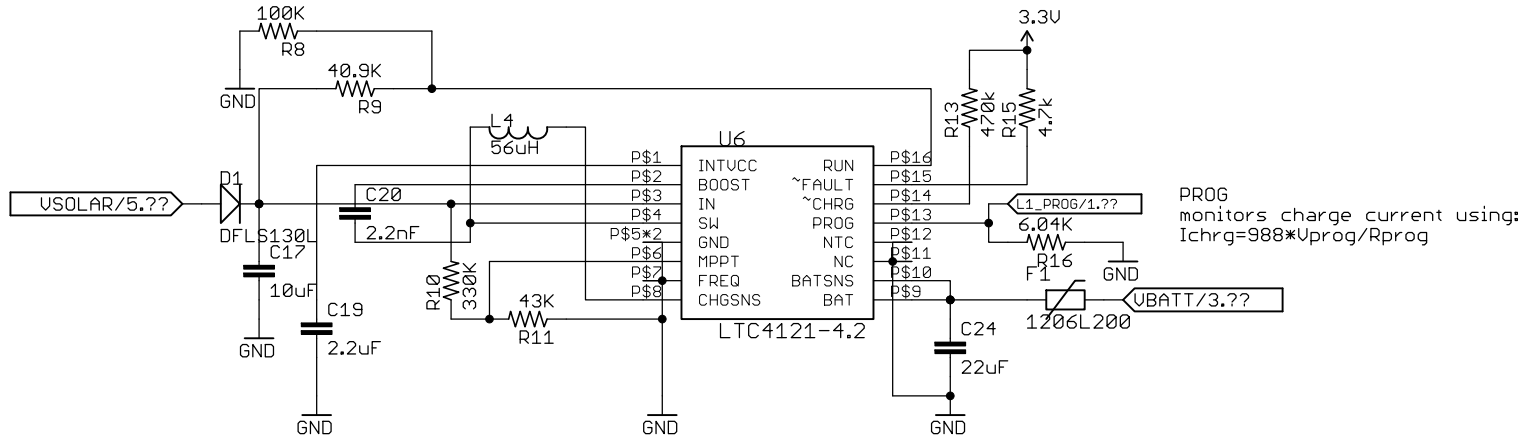 100K
R8
GND
40.9K
R9
L4
56uH
3.3V
R13
470k
R15
4.7k
U6
P$1
P$2
P$3
P$4
P$5*2
P$6
P$7
P$8
INTVCC
BOOST
IN
SW
GND
MPPT
FREQ
CHGSNS
RUN
~FAULT
~CHRG
PROG
NTC
NC
BATSNS
BAT
P$16
P$15
P$14
P$13
P$12
P$11
P$10
P$9
LTC4121-4.2
VSOLAR/5.??
D1
DFLS130L
C20
2.2nF
C17
10uF
GND
C19
2.2uF
GND
R10
330K
43K
R11
GND
L1_PROG/1.??
6.04K
R16
GND
F1
1206L200
VBATT/3.??
C24
22uF
GND
PROG
monitors charge current using:
Ichrg=988*Vprog/Rprog